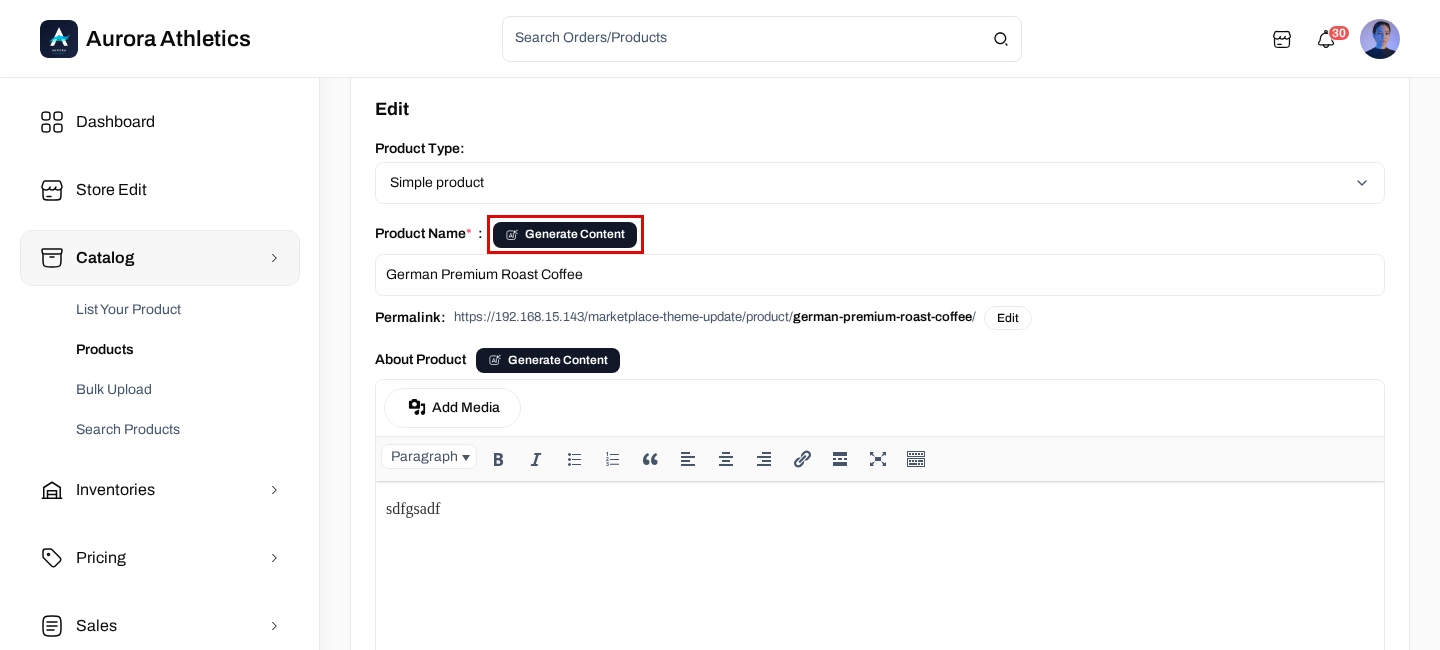 Aurora Athletics
Search Orders/Products
30
Dashboard
Store Edit
Catalog
List Your Product
Products
Bulk Upload
Search Products
Inventories
Pricing
Sales
Edit
Product Type:
Simple product
Product Name* : Generate Content
German Premium Roast Coffee
Permalink: https://192.168.15.143/marketplace-theme-update/product/german-premium-roast-coffee/ Edit
About Product Generate Content
Add Media
Paragraph
sdfgsadf